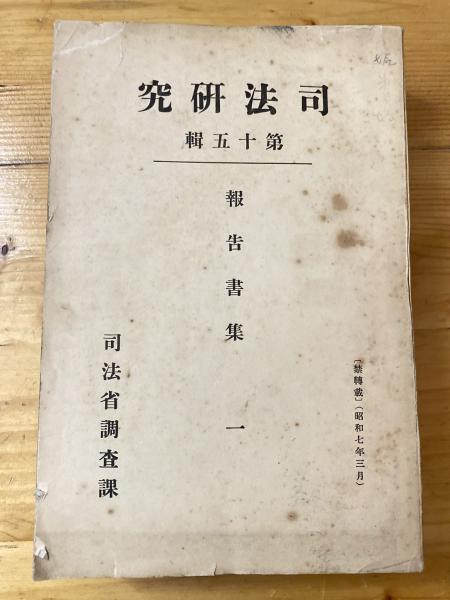 司法研究
第十五輯
報告書集 一
〔禁轉載〕(昭和七年三月)
司法省調査課